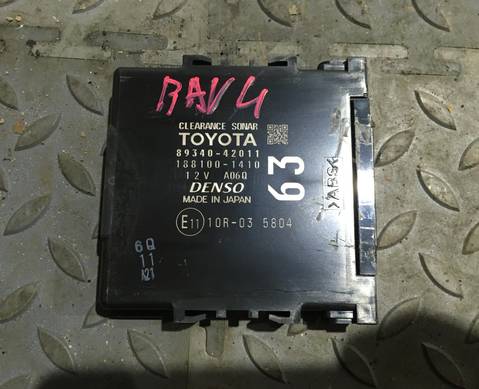 RAV4
CLEARANCE SONAR
TOYOTA
89340-42011
188100-1410
12V A06Q
DENSO
MADE IN JAPAN
E11 10R-03 5804
63
>ABS<
6Q
11
A21